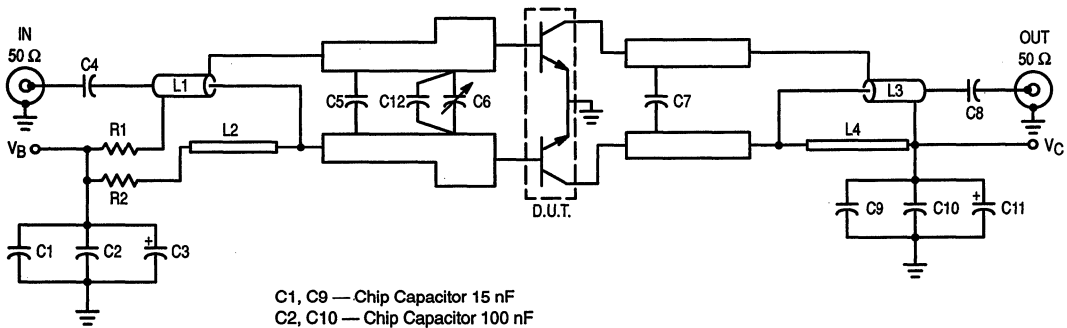 IN
50 Ω
C4
L1
R1
VB
R2
L2
C1
C2
+
C3
C5
C12
C6
D.U.T.
C7
L3
C8
OUT
50 Ω
L4
VC
C9
C10
+
C11
C1, C9 — Chip Capacitor 15 nF
C2, C10 — Chip Capacitor 100 nF